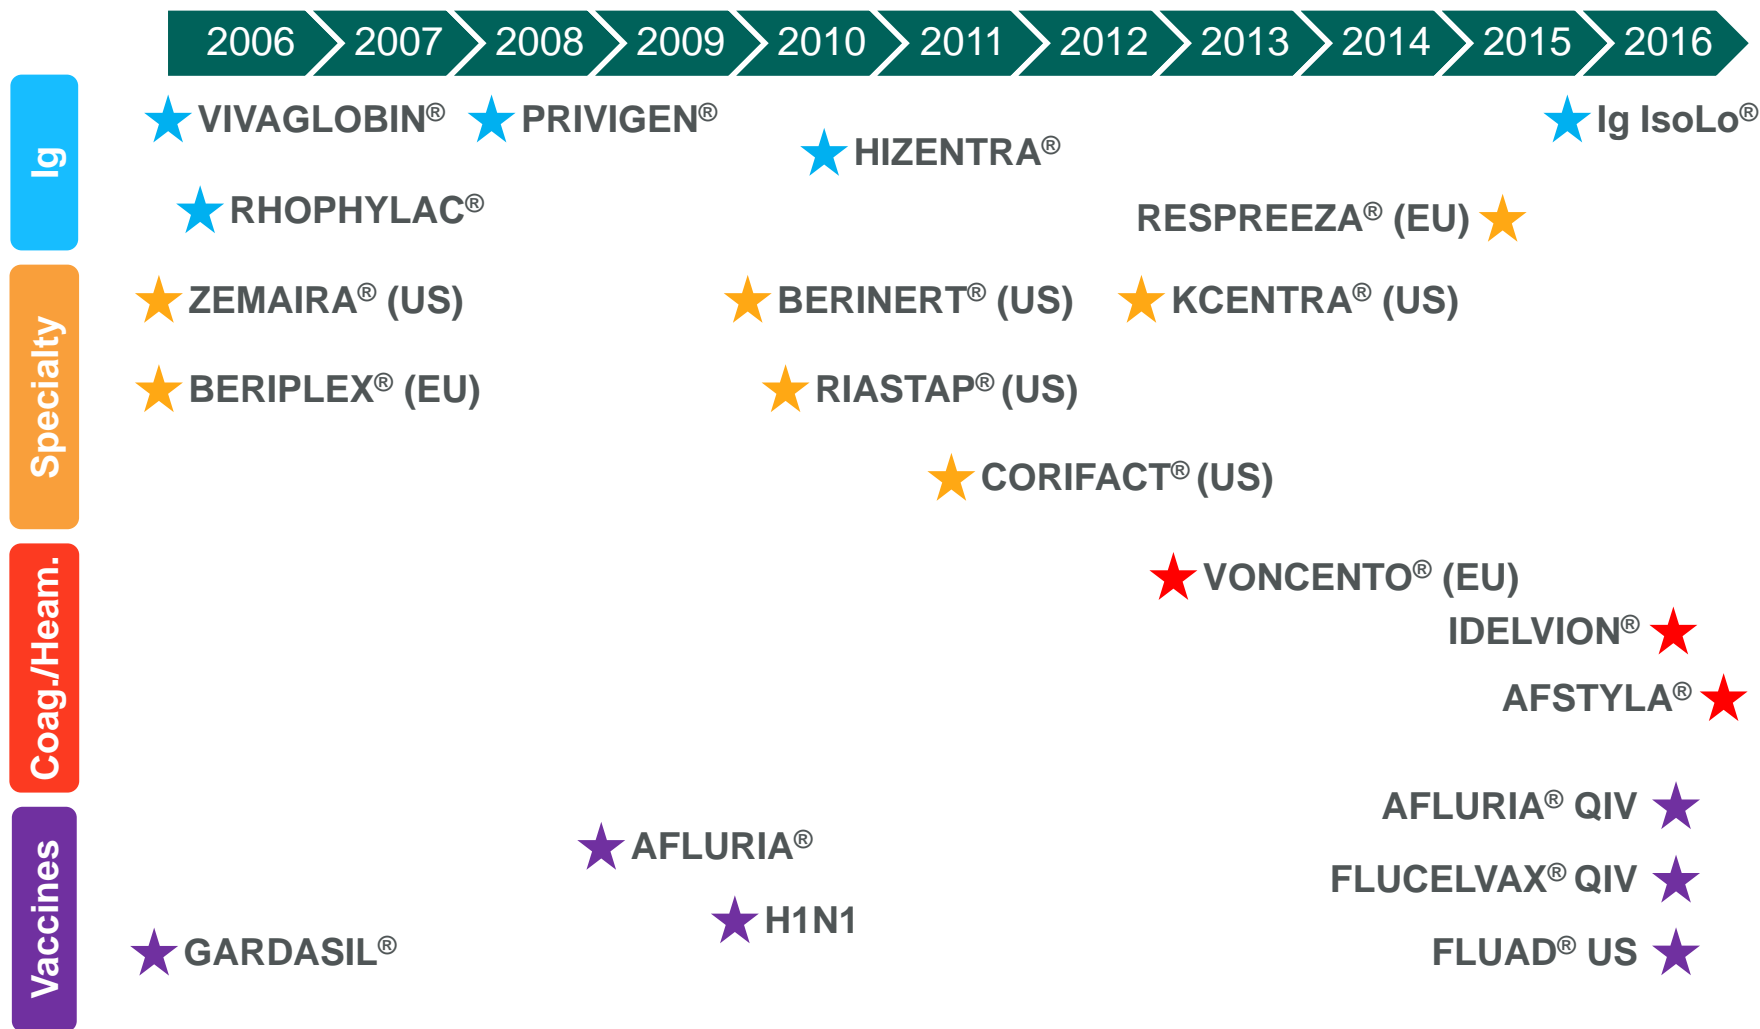 2006 2007 2008 2009 2010 2011 2012 2013 2014 2015 2016
Ig
VIVAGLOBIN®
PRIVIGEN®
Ig IsoLo®
HIZENTRA®
RHOPHYLAC®
RESPREEZA® (EU)
Specialty
ZEMAIRA® (US)
BERINERT® (US)
KCENTRA® (US)
BERIPLEX® (EU)
RIASTAP® (US)
CORIFACT® (US)
Coag./Heam.
VONCENTO® (EU)
IDELVION®
AFSTYLA®
Vaccines
AFLURIA® QIV
AFLURIA®
FLUCELVAX® QIV
H1N1
GARDASIL®
FLUAD® US